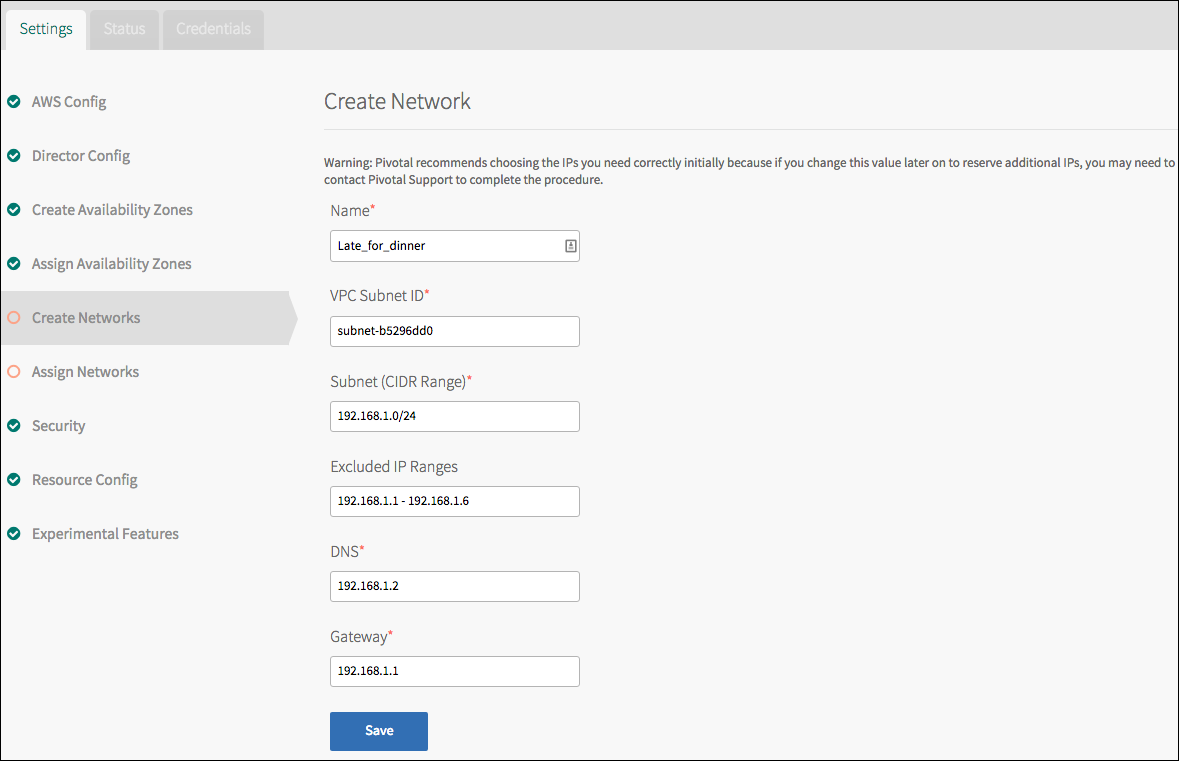 Settings
Status
Credentials
AWS Config
Director Config
Create Availability Zones
Assign Availability Zones
Create Networks
Assign Networks
Security
Resource Config
Experimental Features
Create Network
Warning: Pivotal recommends choosing the IPs you need correctly initially because if you change this value later on to reserve additional IPs, you may need to
contact Pivotal Support to complete the procedure.
Name*
Late_for_dinner
VPC Subnet ID*
subnet-b5296dd0
Subnet (CIDR Range)*
192.168.1.0/24
Excluded IP Ranges
192.168.1.1 - 192.168.1.6
DNS*
192.168.1.2
Gateway*
192.168.1.1
Save